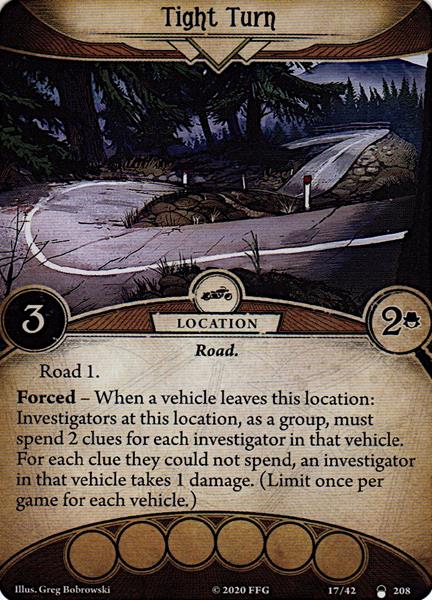 Tight Turn
3
LOCATION
2
Road.
Road 1.
Forced – When a vehicle leaves this location:
Investigators at this location, as a group, must
spend 2 clues for each investigator in that vehicle.
For each clue they could not spend, an investigator
in that vehicle takes 1 damage. (Limit once per
game for each vehicle.)
Illus. Greg Bobrowski © 2020 FFG 17/42 208